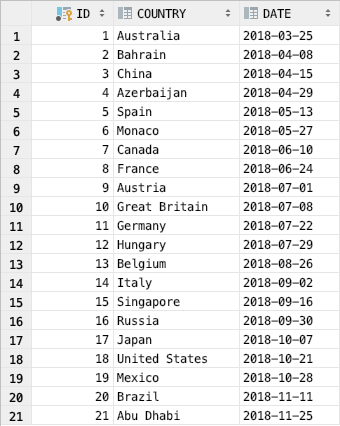 ID COUNTRY DATE
1 1 Australia 2018-03-25
2 2 Bahrain 2018-04-08
3 3 China 2018-04-15
4 4 Azerbaijan 2018-04-29
5 5 Spain 2018-05-13
6 6 Monaco 2018-05-27
7 7 Canada 2018-06-10
8 8 France 2018-06-24
9 9 Austria 2018-07-01
10 10 Great Britain 2018-07-08
11 11 Germany 2018-07-22
12 12 Hungary 2018-07-29
13 13 Belgium 2018-08-26
14 14 Italy 2018-09-02
15 15 Singapore 2018-09-16
16 16 Russia 2018-09-30
17 17 Japan 2018-10-07
18 18 United States 2018-10-21
19 19 Mexico 2018-10-28
20 20 Brazil 2018-11-11
21 21 Abu Dhabi 2018-11-25